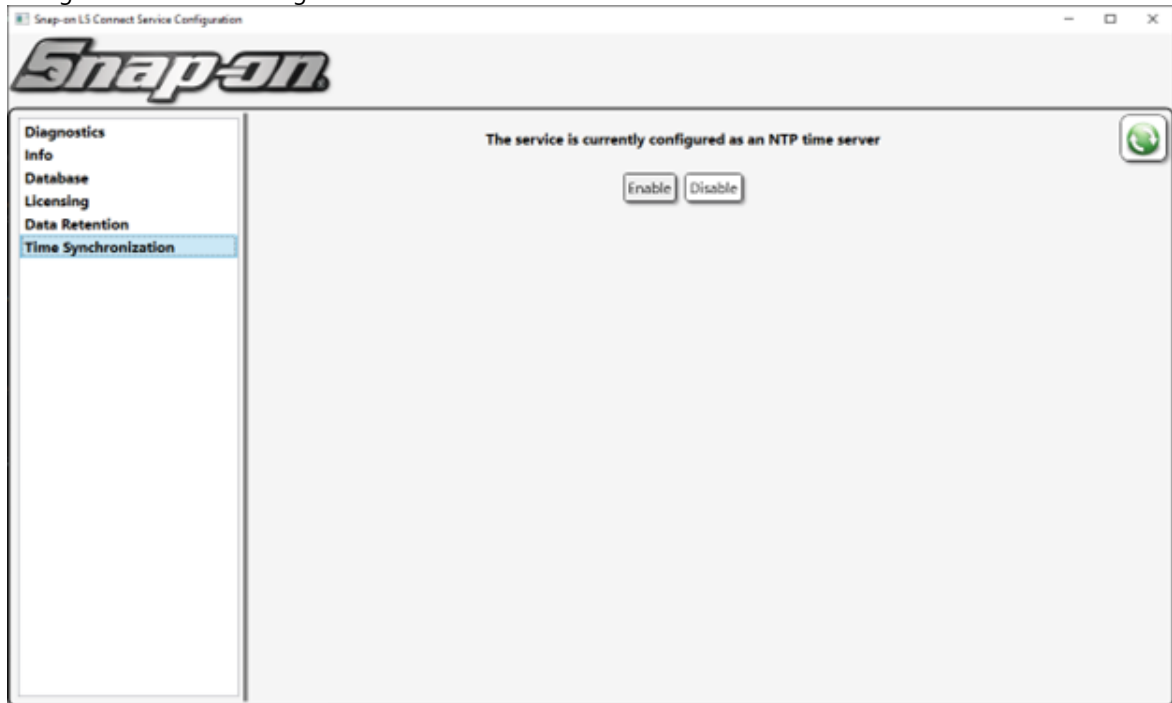 Snap-on LS Connect Service Configuration
Snap-on
Diagnostics
Info
Database
Licensing
Data Retention
Time Synchronization
The service is currently configured as an NTP time server
Enable Disable